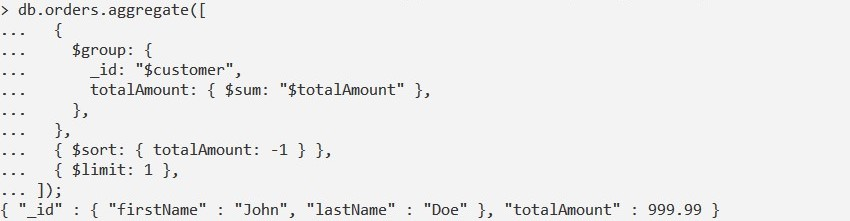 > db.orders.aggregate([
...   {
...     $group: {
...       _id: "$customer",
...       totalAmount: { $sum: "$totalAmount" },
...     },
...   },
...   { $sort: { totalAmount: -1 } },
...   { $limit: 1 },
... ]);
{ "_id" : { "firstName" : "John", "lastName" : "Doe" }, "totalAmount" : 999.99 }